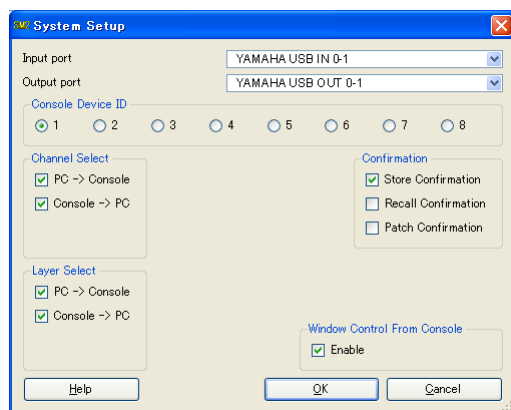 SM2 System Setup
Input port YAMAHA USB IN 0-1
Output port YAMAHA USB OUT 0-1
Console Device ID
1 2 3 4 5 6 7 8
Channel Select
PC -> Console
Console -> PC
Confirmation
Store Confirmation
Recall Confirmation
Patch Confirmation
Layer Select
PC -> Console
Console -> PC
Window Control From Console
Enable
Help OK Cancel